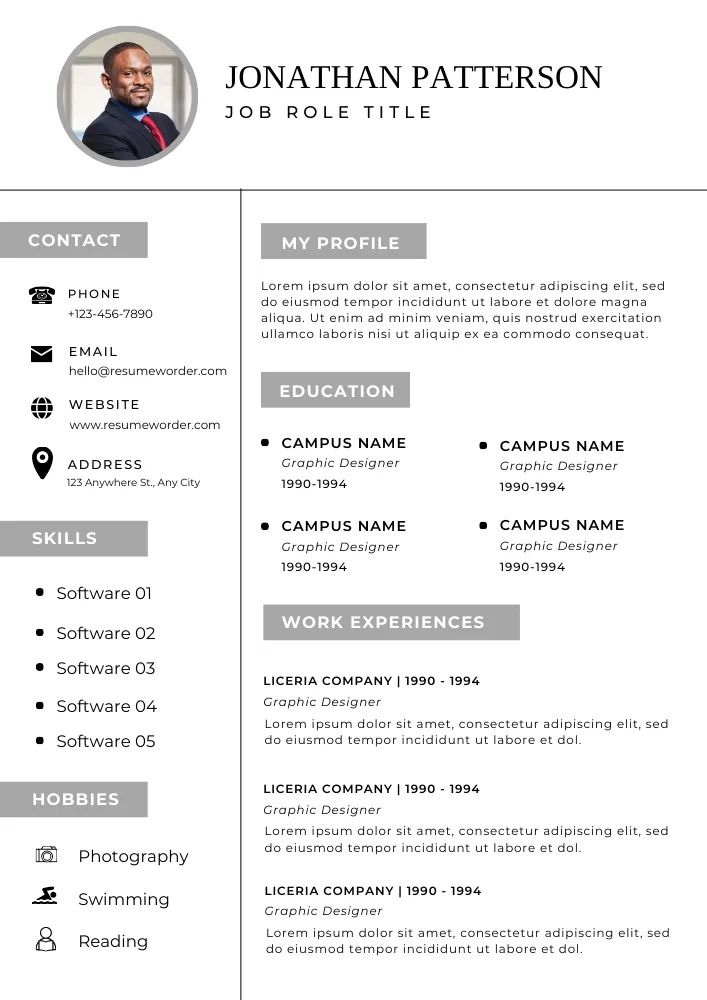 JONATHAN PATTERSON
JOB ROLE TITLE
CONTACT
PHONE
+123-456-7890
EMAIL
hello@resumeworder.com
WEBSITE
www.resumeworder.com
ADDRESS
123 Anywhere St., Any City
SKILLS
Software 01
Software 02
Software 03
Software 04
Software 05
HOBBIES
Photography
Swimming
Reading
MY PROFILE
Lorem ipsum dolor sit amet, consectetur adipiscing elit, sed
do eiusmod tempor incididunt ut labore et dolore magna
aliqua. Ut enim ad minim veniam, quis nostrud exercitation
ullamco laboris nisi ut aliquip ex ea commodo consequat.
EDUCATION
CAMPUS NAME
Graphic Designer
1990-1994
CAMPUS NAME
Graphic Designer
1990-1994
CAMPUS NAME
Graphic Designer
1990-1994
CAMPUS NAME
Graphic Designer
1990-1994
WORK EXPERIENCES
LICERIA COMPANY | 1990 - 1994
Graphic Designer
Lorem ipsum dolor sit amet, consectetur adipiscing elit, sed
do eiusmod tempor incididunt ut labore et dol.
LICERIA COMPANY | 1990 - 1994
Graphic Designer
Lorem ipsum dolor sit amet, consectetur adipiscing elit, sed
do eiusmod tempor incididunt ut labore et dol.
LICERIA COMPANY | 1990 - 1994
Graphic Designer
Lorem ipsum dolor sit amet, consectetur adipiscing elit, sed
do eiusmod tempor incididunt ut labore et dol.